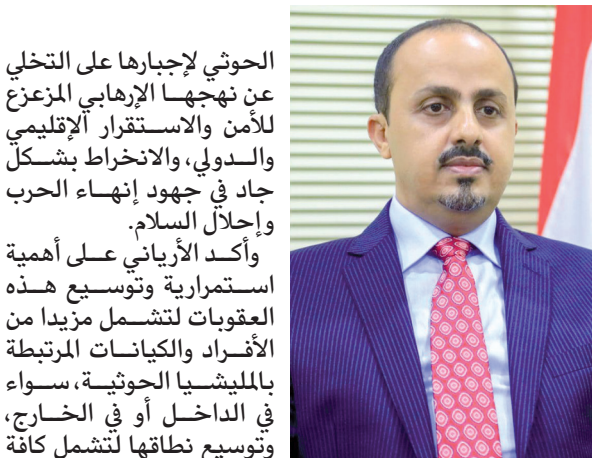 الحوثي لإجبارها على التخلي
عن نهجها الإرهابي المزعزع
للأمن والاستقرار الإقليمي
والدولي، والانخراط بشكل
جاد في جهود إنهاء الحرب
وإحلال السلام.
وأكد الأرياني على أهمية
استمرارية وتوسيع هذه
العقوبات لتشمل مزيدا من
الأفراد والكيانات المرتبطة
بالمليشيا الحوثية، سواء
في الداخل أو في الخارج،
وتوسيع نطاقها لتشمل كافة